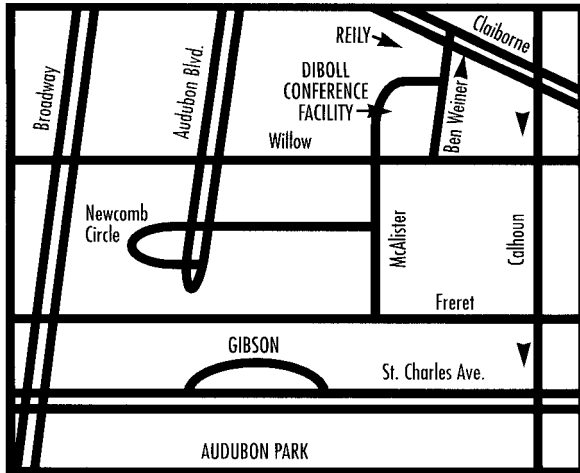 REILY
Claiborne
DIBOLL
CONFERENCE
FACILITY
Broadway
Audubon Blvd.
Ben Weiner
Willow
Newcomb
Circle
McAlister
Calhoun
Freret
GIBSON
St. Charles Ave.
AUDUBON PARK